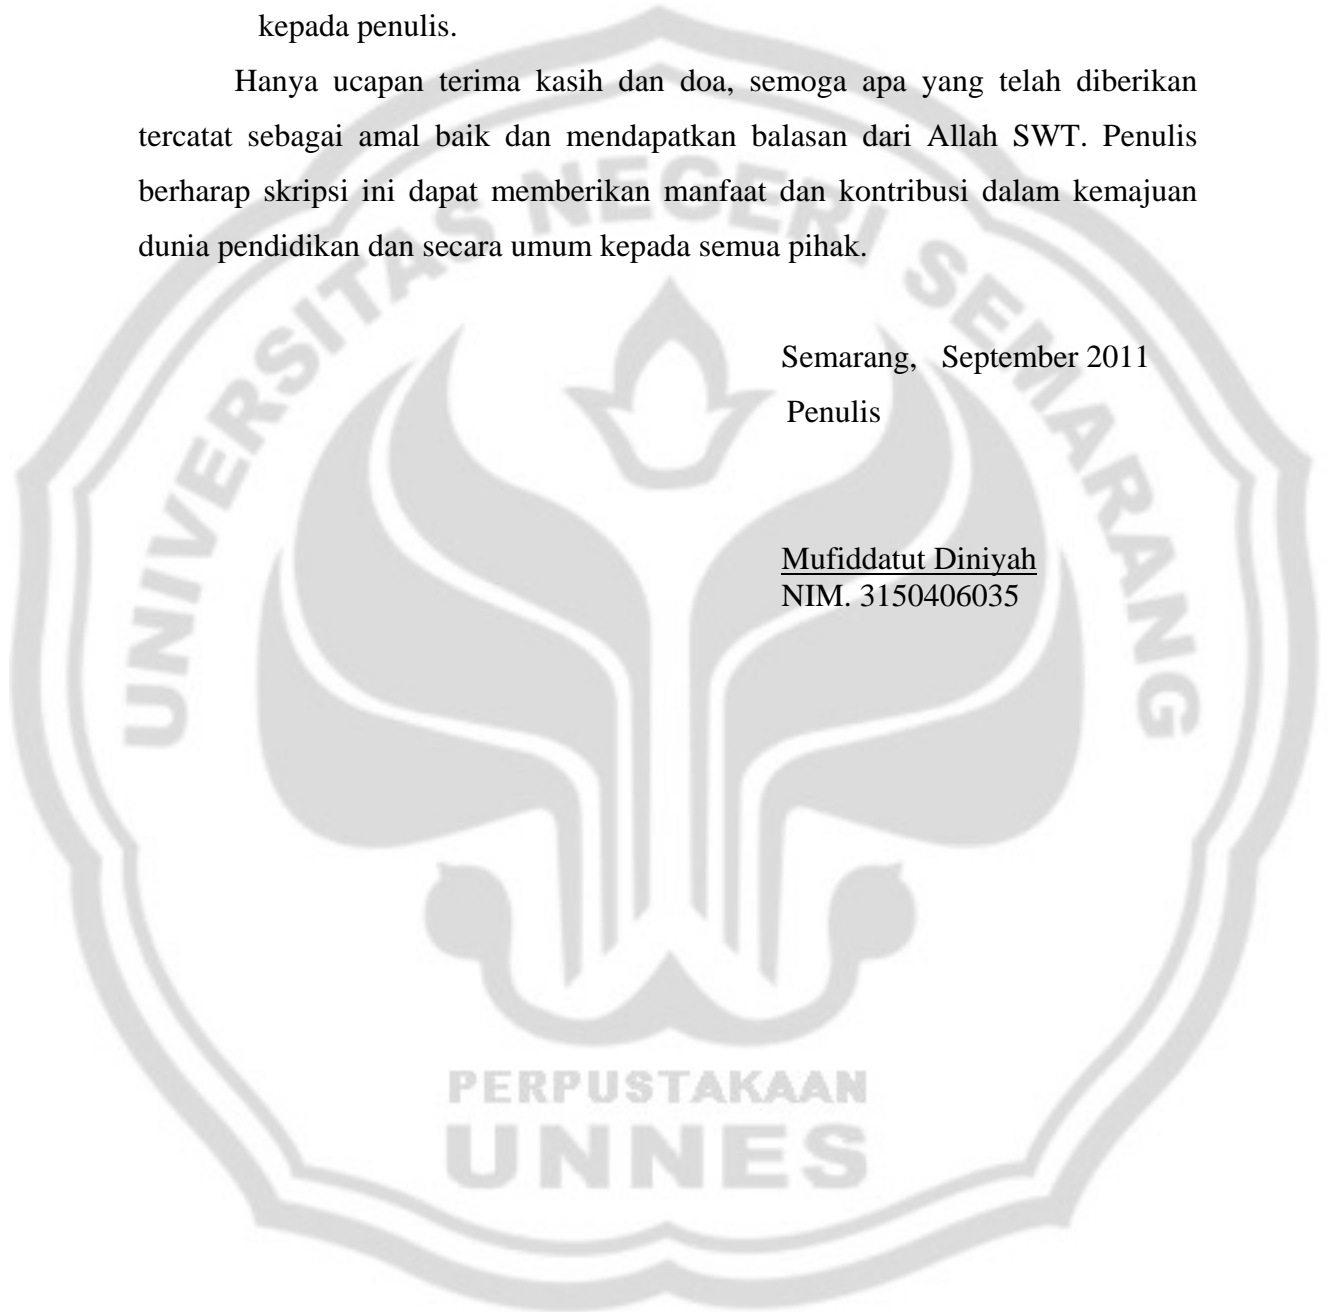 kepada penulis.
Hanya ucapan terima kasih dan doa, semoga apa yang telah diberikan
tercatat sebagai amal baik dan mendapatkan balasan dari Allah SWT. Penulis
berharap skripsi ini dapat memberikan manfaat dan kontribusi dalam kemajuan
dunia pendidikan dan secara umum kepada semua pihak.
Semarang, September 2011
Penulis
Mufiddatut Diniyah
NIM. 3150406035
UNIVERSITAS NEGERI SEMARANG
PERPUSTAKAAN
UNNES